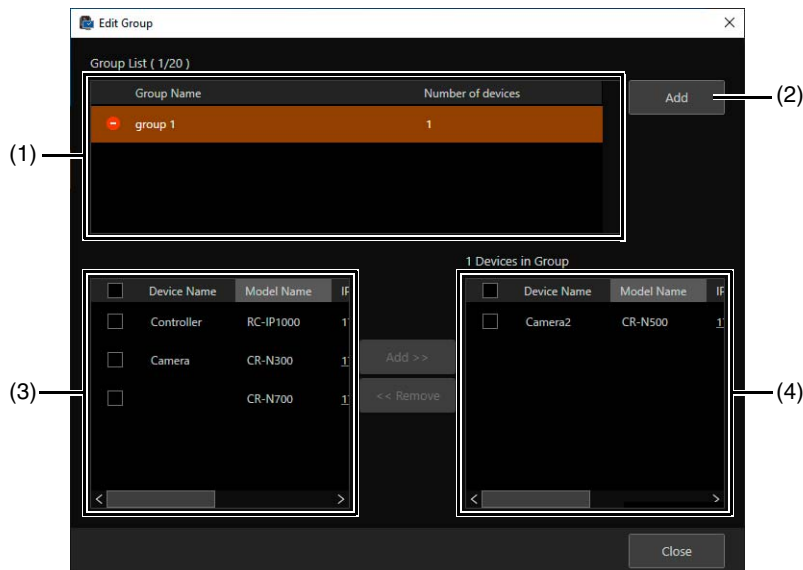 Edit Group
Group List ( 1/20 )
Group Name Number of devices
Add
(2)
group 1 1
(1)
1 Devices in Group
Device Name Model Name IP
Device Name Model Name IP
Controller RC-IP1000
Camera2 CR-N500
Camera CR-N300
Add >>
CR-N700
<< Remove
(3)
(4)
Close